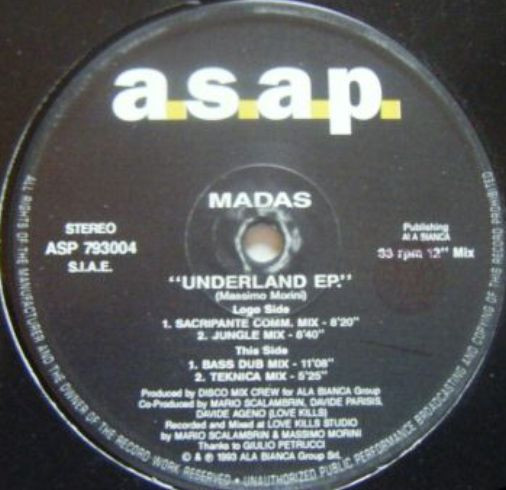 a.s.a.p.
MADAS
STEREO
ASP 793004
S.I.A.E.
Publishing
ALA BIANCA
33 rpm 12" Mix
"UNDERLAND EP."
(Massimo Morini)
Logo Side
1. SACRIPANTE COMM. MIX - 8'20"
2. JUNGLE MIX - 8'40"
This Side
1. BASS DUB MIX - 11'08"
2. TEKNICA MIX - 5'25"
Produced by DISCO MIX CREW for ALA BIANCA Group
Co-Produced by MARIO SCALAMBRIN, DAVIDE PARISIS,
DAVIDE AGENO (LOVE KILLS)
Recorded and Mixed at LOVE KILLS STUDIO
by MARIO SCALAMBRIN & MASSIMO MORINI
Thanks to GIULIO PETRUCCI
© & ℗ 1993 ALA BIANCA Group Srl.
ALL RIGHTS OF THE MANUFACTURER AND THE OWNER OF THE RECORD WORK RESERVED • UNAUTHORIZED PUBLIC PERFORMANCE BROADCASTING AND COPYING OF THIS RECORD PROHIBITED